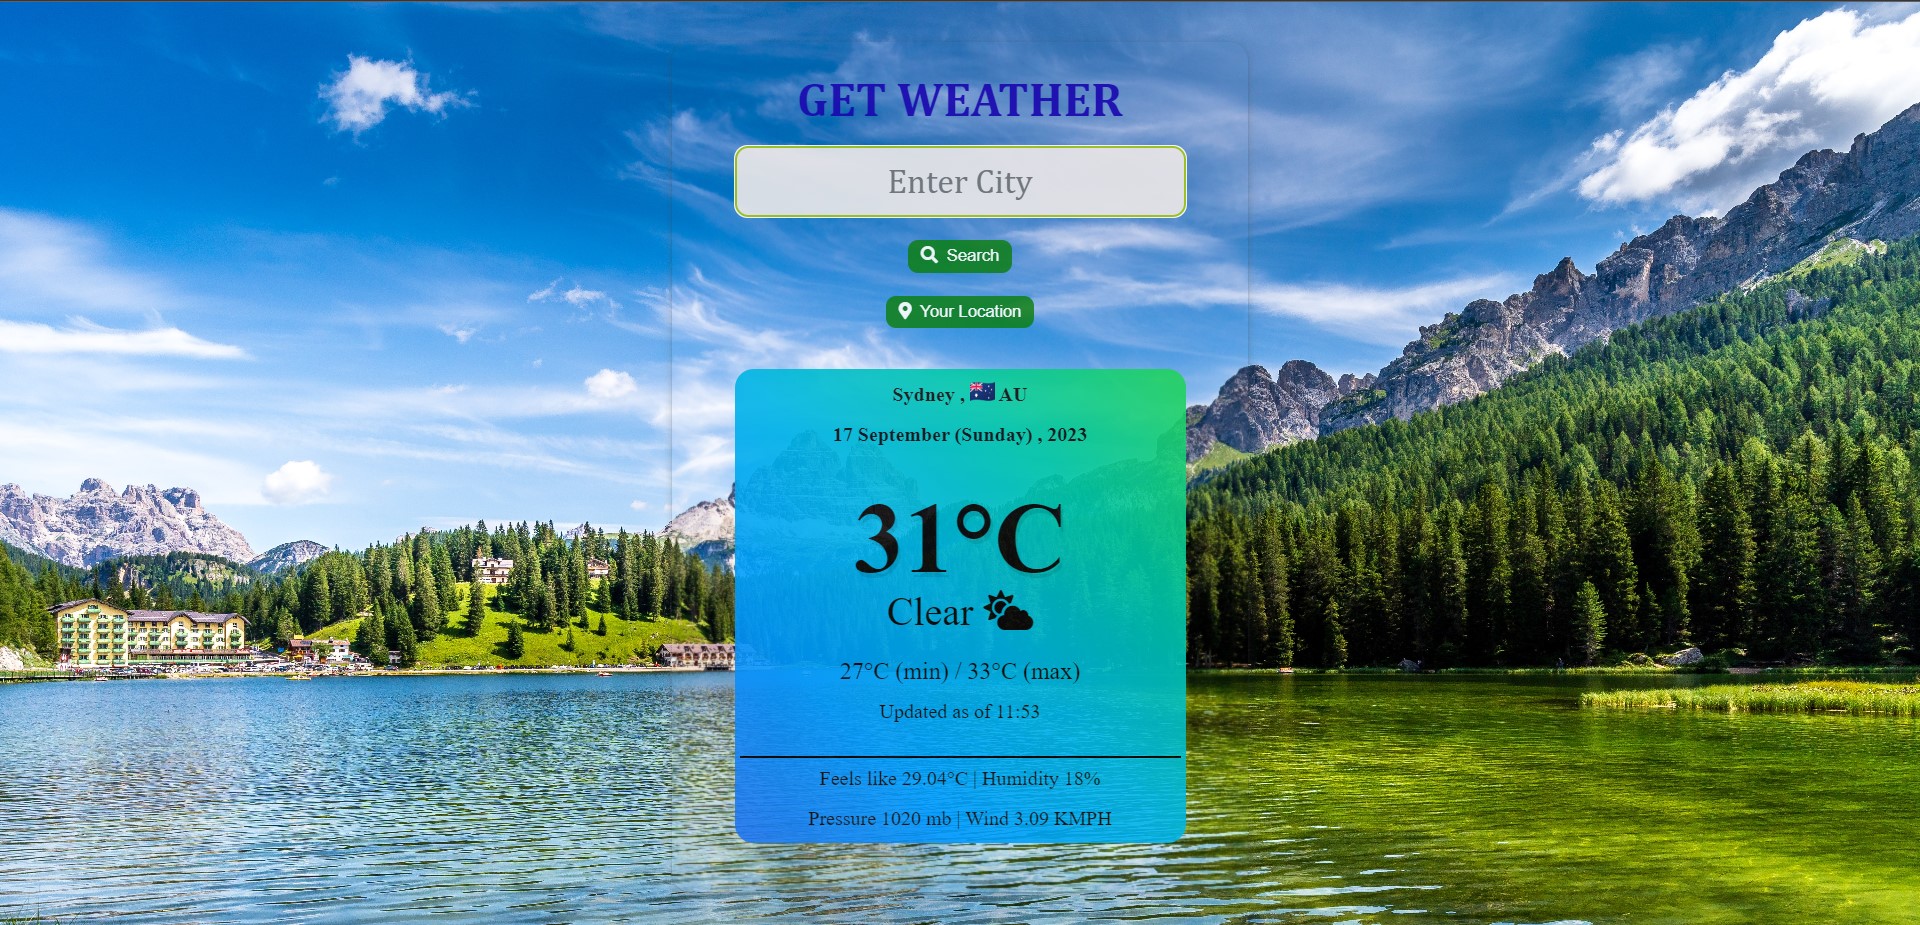 GET WEATHER
Enter City
Search
Your Location
Sydney , AU
17 September (Sunday) , 2023
31°C
Clear
27°C (min) / 33°C (max)
Updated as of 11:53
Feels like 29.04°C | Humidity 18%
Pressure 1020 mb | Wind 3.09 KMPH